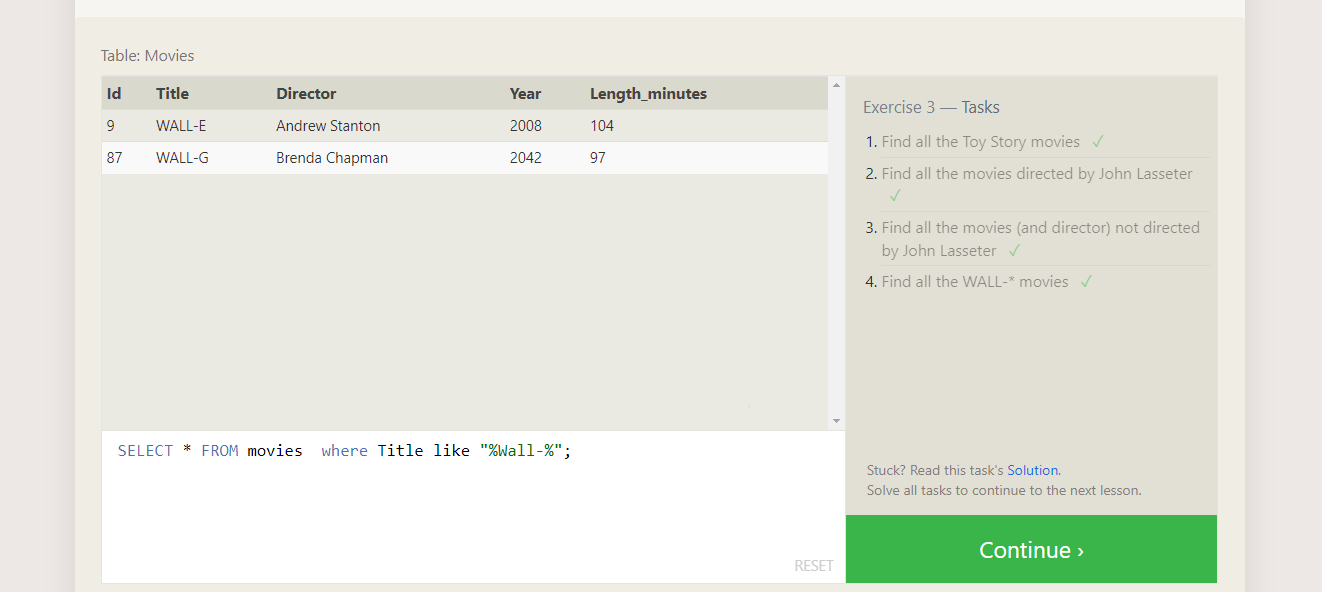 Table: Movies
Id Title Director Year Length_minutes
9 WALL-E Andrew Stanton 2008 104
87 WALL-G Brenda Chapman 2042 97
SELECT * FROM movies  where Title like "%Wall-%";
RESET
Exercise 3 — Tasks
1. Find all the Toy Story movies ✓
2. Find all the movies directed by John Lasseter
✓
3. Find all the movies (and director) not directed
by John Lasseter ✓
4. Find all the WALL-* movies ✓
Stuck? Read this task's Solution.
Solve all tasks to continue to the next lesson.
Continue ›